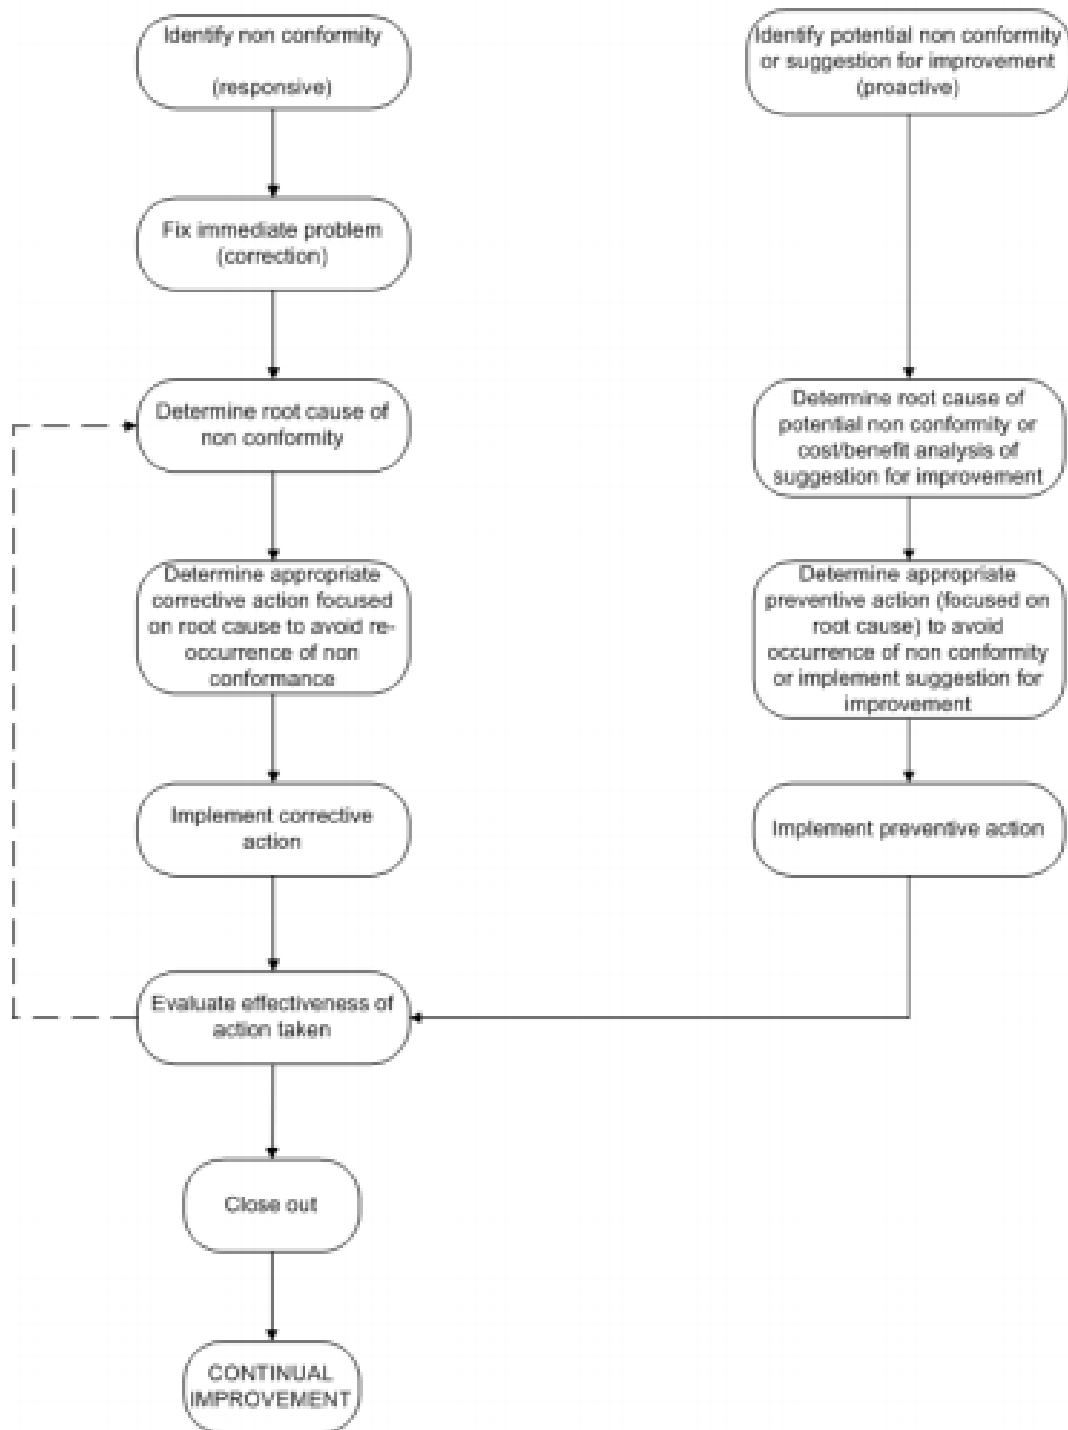 Identify non conformity
(responsive)
Fix immediate problem
(correction)
Determine root cause of
non conformity
Determine appropriate
corrective action focused
on root cause to avoid re-
occurrence of non
conformance
Implement corrective
action
Evaluate effectiveness of
action taken
Close out
CONTINUAL
IMPROVEMENT
Identify potential non conformity
or suggestion for improvement
(proactive)
Determine root cause of
potential non conformity or
cost/benefit analysis of
suggestion for improvement
Determine appropriate
preventive action (focused on
root cause) to avoid
occurrence of non conformity
or implement suggestion for
improvement
Implement preventive action